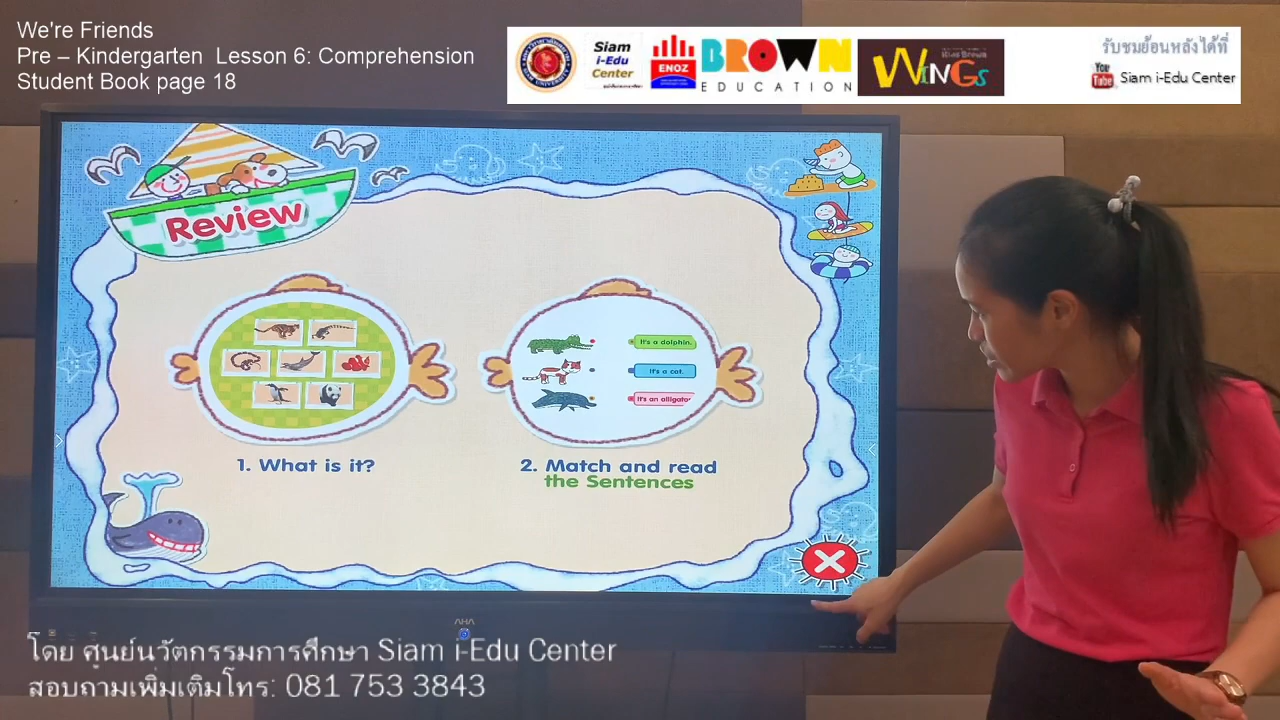 We're Friends
Pre – Kindergarten Lesson 6: Comprehension
Student Book page 18
Siam
i-Edu
Center
ENOZ
BROWN
EDUCATION
WiNGs
รับชมย้อนหลังได้ที่
You
Tube
Siam i-Edu Center
Review
It's a dolphin.
It's a cat.
It's an alligator
1. What is it?
2. Match and read
the Sentences
AHA
โดย ศูนย์นวัตกรรมการศึกษา Siam i-Edu Center
สอบถามเพิ่มเติมโทร: 081 753 3843